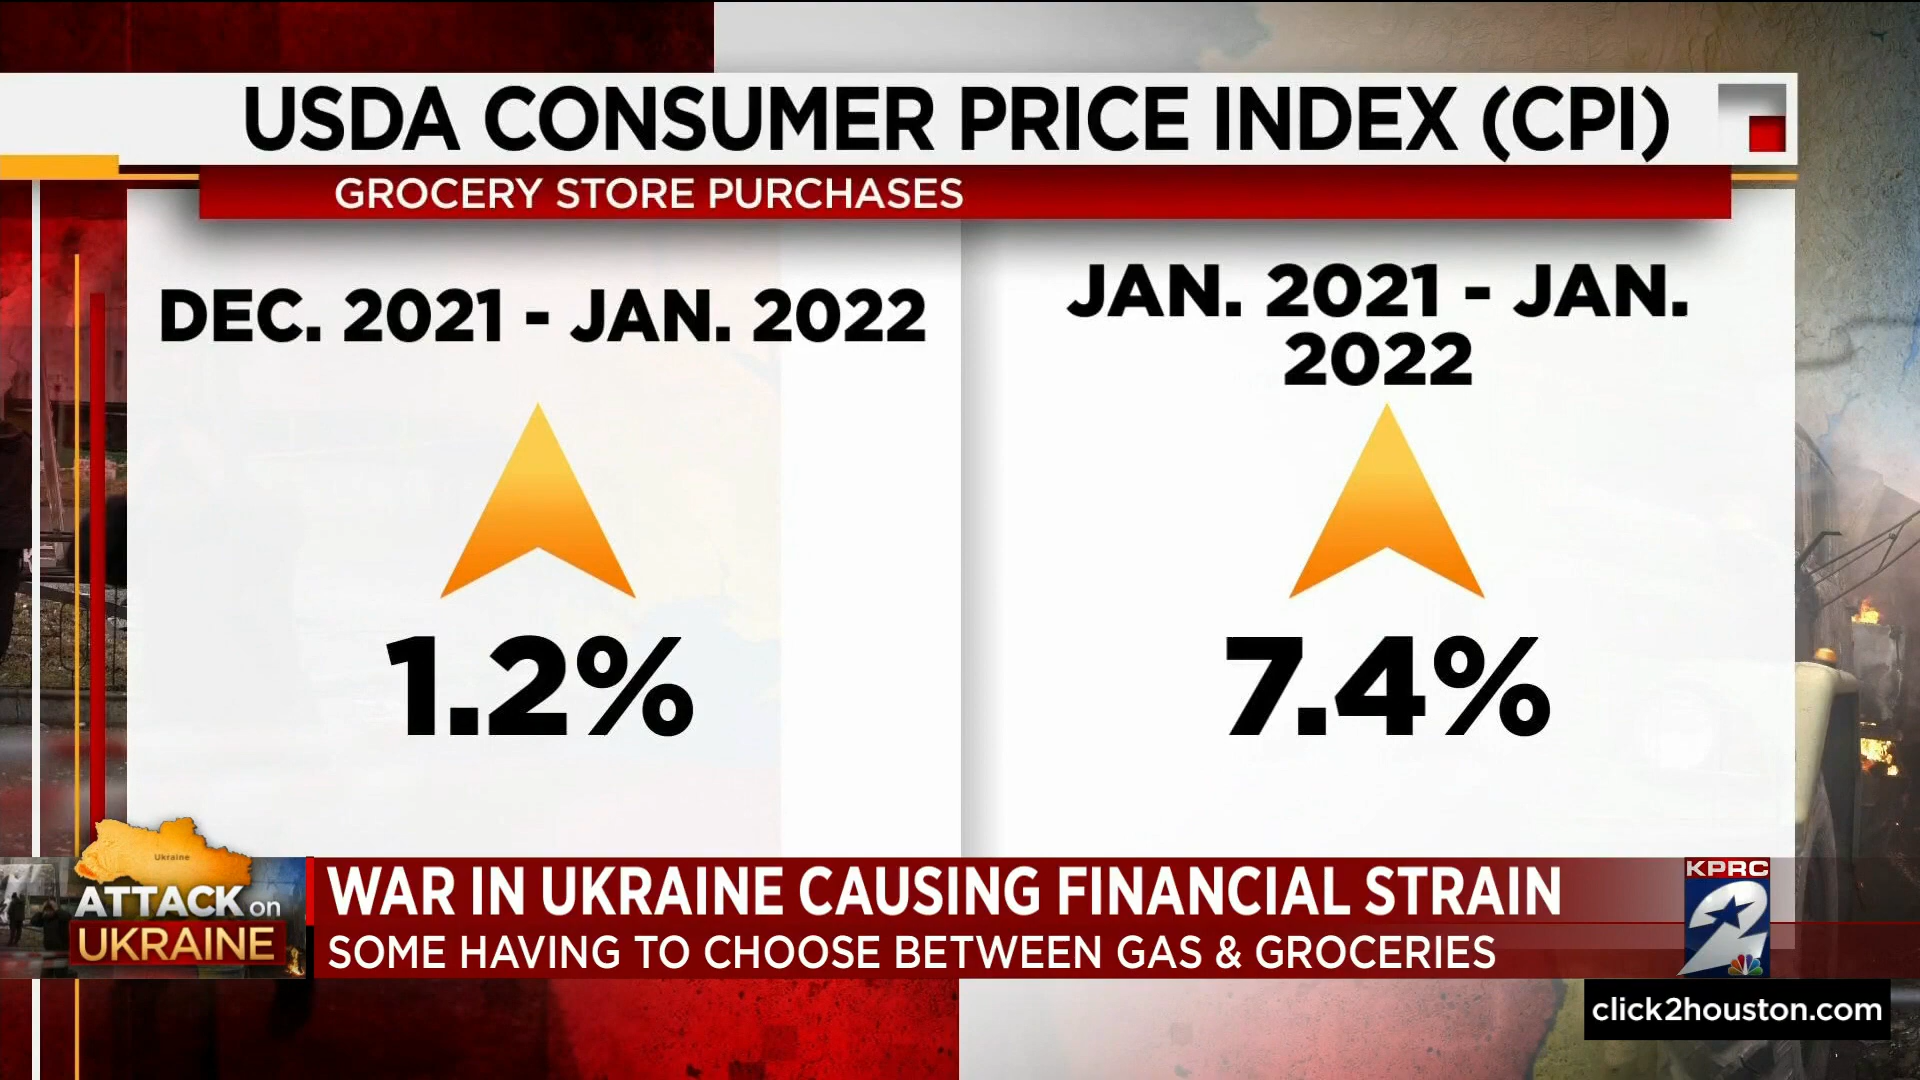 USDA CONSUMER PRICE INDEX (CPI)
GROCERY STORE PURCHASES
DEC. 2021 - JAN. 2022
1.2%
JAN. 2021 - JAN.
2022
7.4%
Ukraine
ATTACK on
UKRAINE
WAR IN UKRAINE CAUSING FINANCIAL STRAIN
SOME HAVING TO CHOOSE BETWEEN GAS & GROCERIES
KPRC
2
click2houston.com